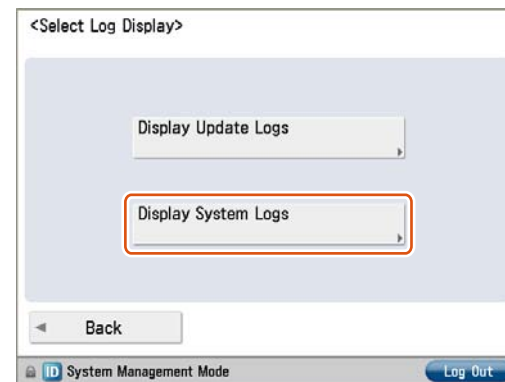 <Select Log Display>
Display Update Logs
Display System Logs
Back
ID System Management Mode
Log Out